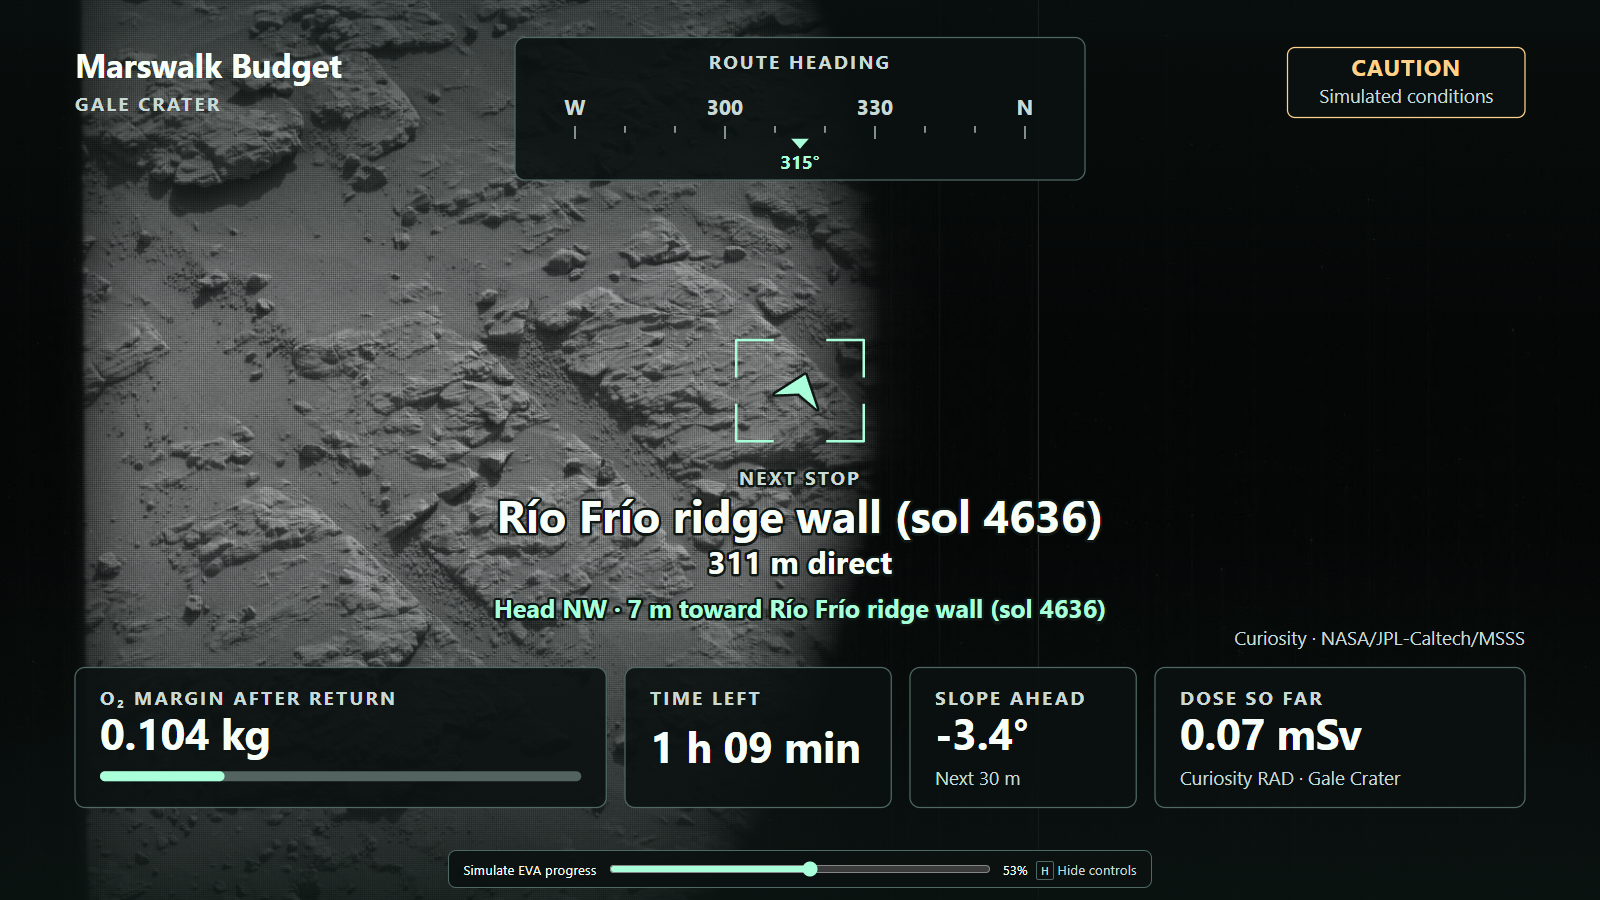 Marswalk Budget
GALE CRATER
ROUTE HEADING
W 300 330 N
315°
CAUTION
Simulated conditions
NEXT STOP
Río Frío ridge wall (sol 4636)
311 m direct
Head NW · 7 m toward Río Frío ridge wall (sol 4636)
Curiosity · NASA/JPL-Caltech/MSSS
O₂ MARGIN AFTER RETURN
0.104 kg
TIME LEFT
1 h 09 min
SLOPE AHEAD
-3.4°
Next 30 m
DOSE SO FAR
0.07 mSv
Curiosity RAD · Gale Crater
Simulate EVA progress 53% H Hide controls